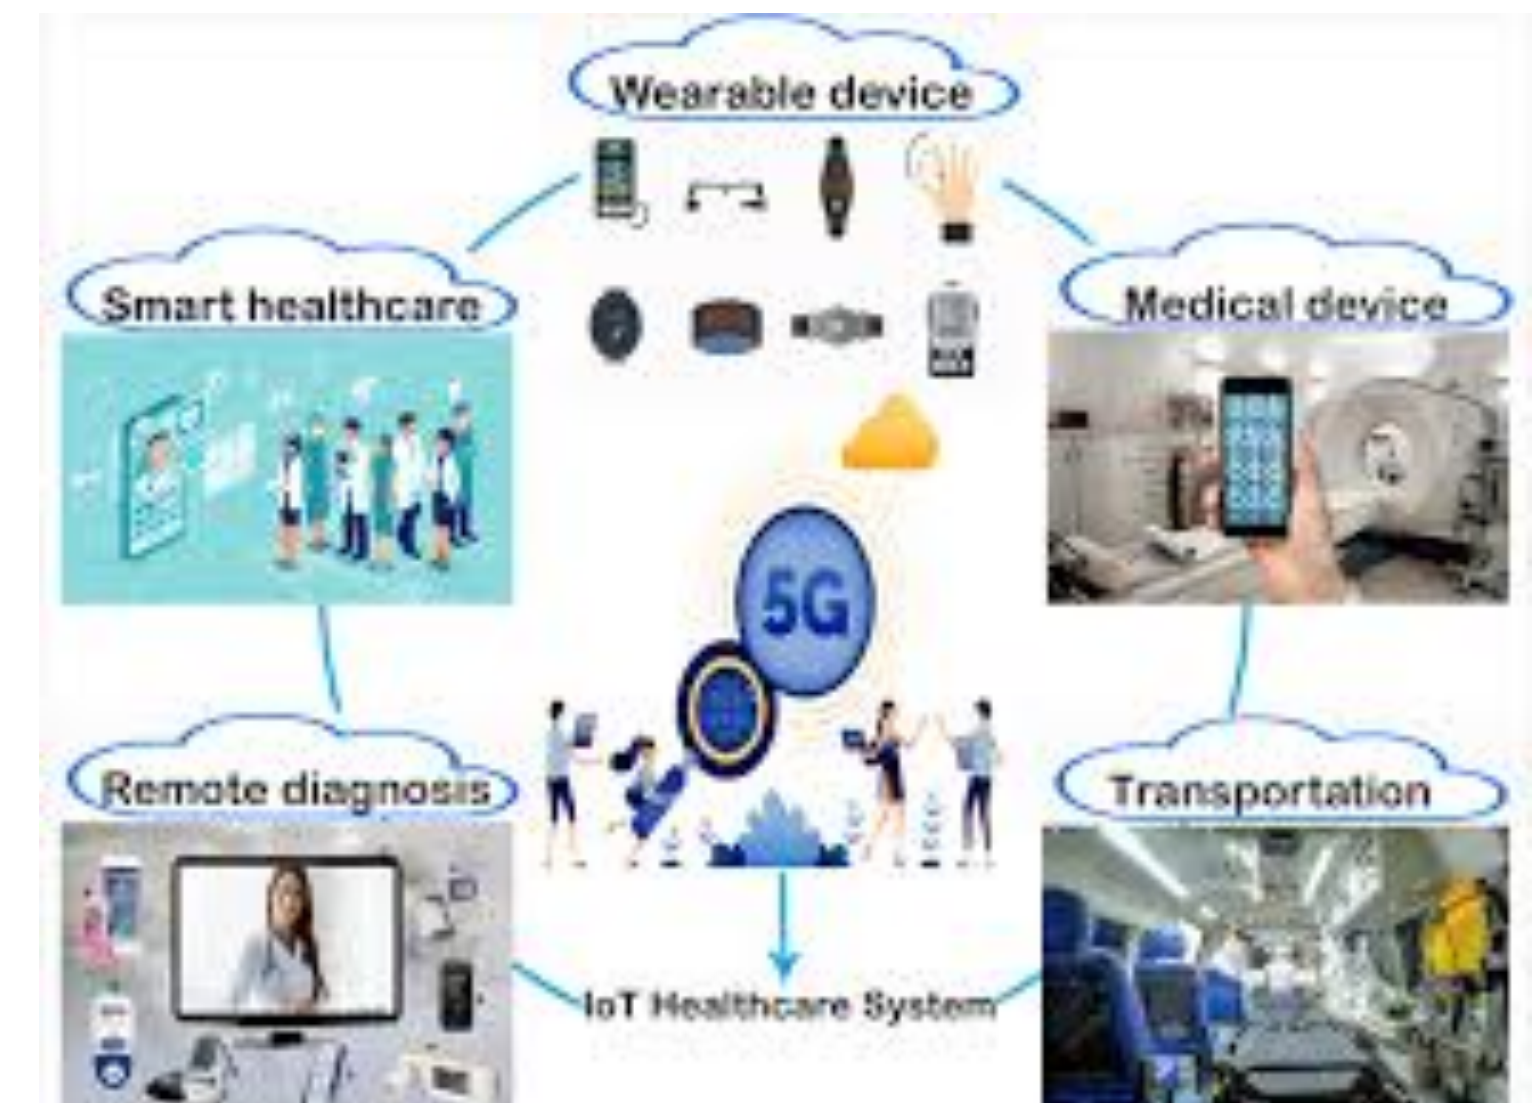 Wearable device
Smart healthcare
Medical device
5G
Remote diagnosis
Transportation
IoT Healthcare System